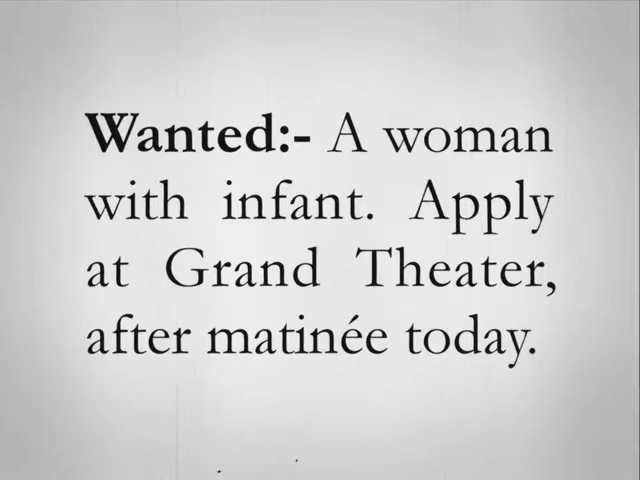 Wanted:- A woman
with infant. Apply
at Grand Theater,
after matinée today.